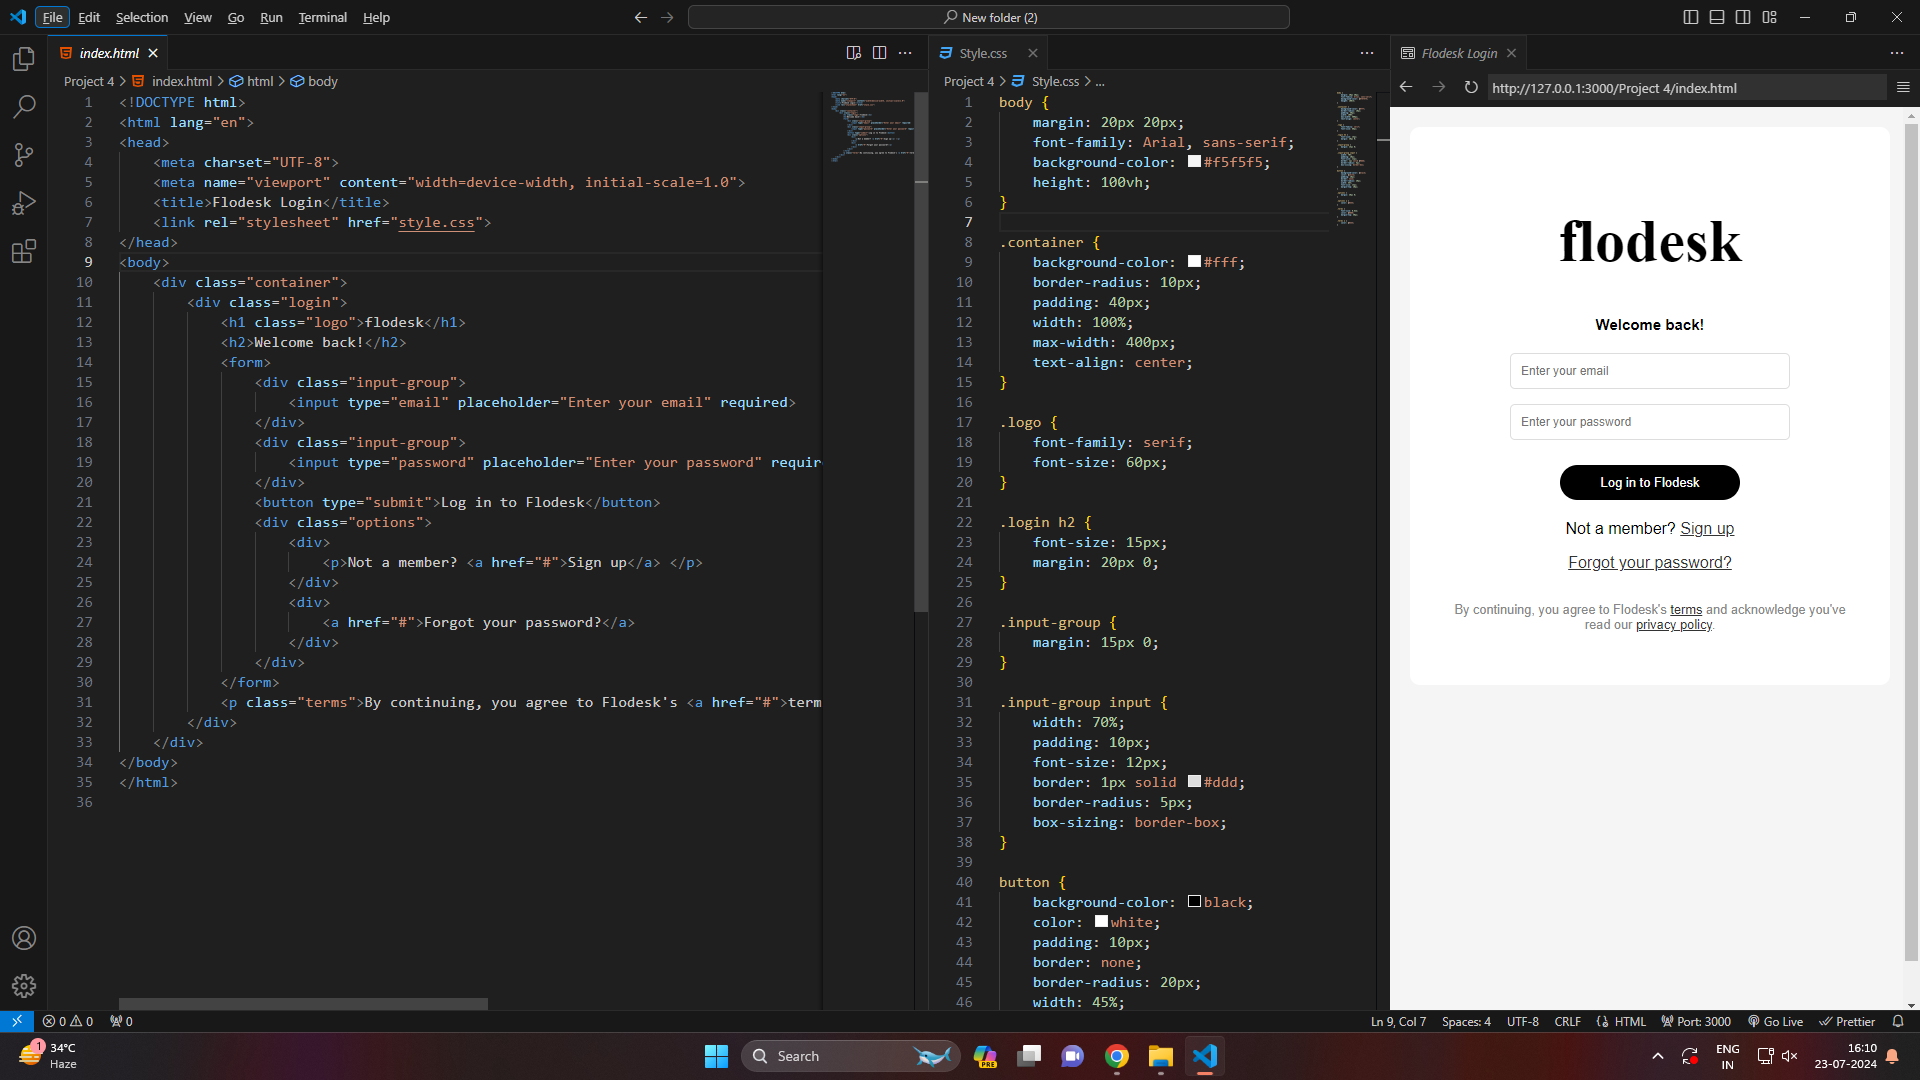 File Edit Selection View Go Run Terminal Help
New folder (2)
index.html
Project 4 > index.html > html > body
1 <!DOCTYPE html>
2 <html lang="en">
3 <head>
4 <meta charset="UTF-8">
5 <meta name="viewport" content="width=device-width, initial-scale=1.0">
6 <title>Flodesk Login</title>
7 <link rel="stylesheet" href="style.css">
8 </head>
9 <body>
10 <div class="container">
11 <div class="login">
12 <h1 class="logo">flodesk</h1>
13 <h2>Welcome back!</h2>
14 <form>
15 <div class="input-group">
16 <input type="email" placeholder="Enter your email" required>
17 </div>
18 <div class="input-group">
19 <input type="password" placeholder="Enter your password" requir
20 </div>
21 <button type="submit">Log in to Flodesk</button>
22 <div class="options">
23 <div>
24 <p>Not a member? <a href="#">Sign up</a> </p>
25 </div>
26 <div>
27 <a href="#">Forgot your password?</a>
28 </div>
29 </div>
30 </form>
31 <p class="terms">By continuing, you agree to Flodesk's <a href="#">term
32 </div>
33 </div>
34 </body>
35 </html>
36
Style.css
Project 4 > Style.css > ...
1 body {
2 margin: 20px 20px;
3 font-family: Arial, sans-serif;
4 background-color: #f5f5f5;
5 height: 100vh;
6 }
7
8 .container {
9 background-color: #fff;
10 border-radius: 10px;
11 padding: 40px;
12 width: 100%;
13 max-width: 400px;
14 text-align: center;
15 }
16
17 .logo {
18 font-family: serif;
19 font-size: 60px;
20 }
21
22 .login h2 {
23 font-size: 15px;
24 margin: 20px 0;
25 }
26
27 .input-group {
28 margin: 15px 0;
29 }
30
31 .input-group input {
32 width: 70%;
33 padding: 10px;
34 font-size: 12px;
35 border: 1px solid #ddd;
36 border-radius: 5px;
37 box-sizing: border-box;
38 }
39
40 button {
41 background-color: black;
42 color: white;
43 padding: 10px;
44 border: none;
45 border-radius: 20px;
46 width: 45%;
Flodesk Login
http://127.0.0.1:3000/Project 4/index.html
flodesk
Welcome back!
Enter your email
Enter your password
Log in to Flodesk
Not a member? Sign up
Forgot your password?
By continuing, you agree to Flodesk's terms and acknowledge you've
read our privacy policy.
0 0 0
Ln 9, Col 7 Spaces: 4 UTF-8 CRLF HTML Port: 3000 Go Live Prettier
1
34°C
Haze
Search
PRE
ENG
IN
16:10
23-07-2024